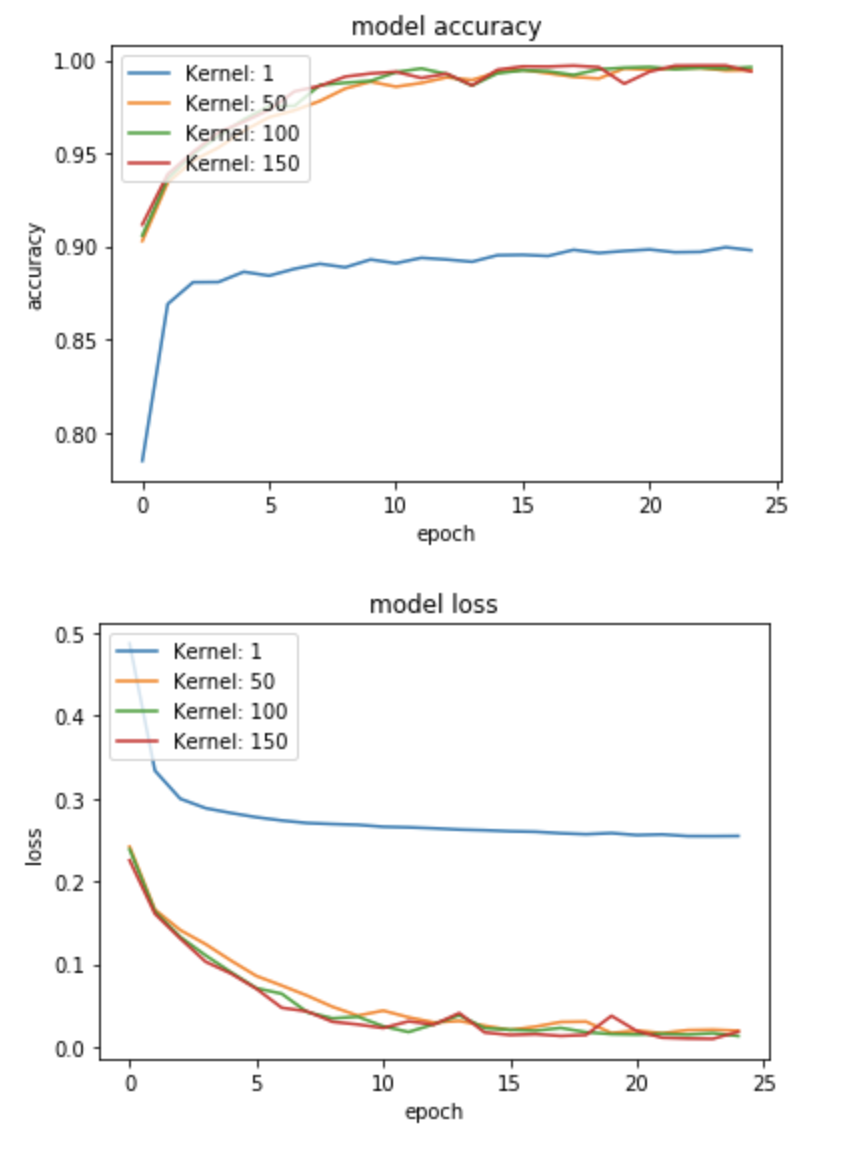 model accuracy
1.00
0.95
0.90
0.85
0.80
accuracy
Kernel: 1
Kernel: 50
Kernel: 100
Kernel: 150
0 5 10 15 20 25
epoch
model loss
0.5
0.4
0.3
0.2
0.1
0.0
loss
Kernel: 1
Kernel: 50
Kernel: 100
Kernel: 150
0 5 10 15 20 25
epoch